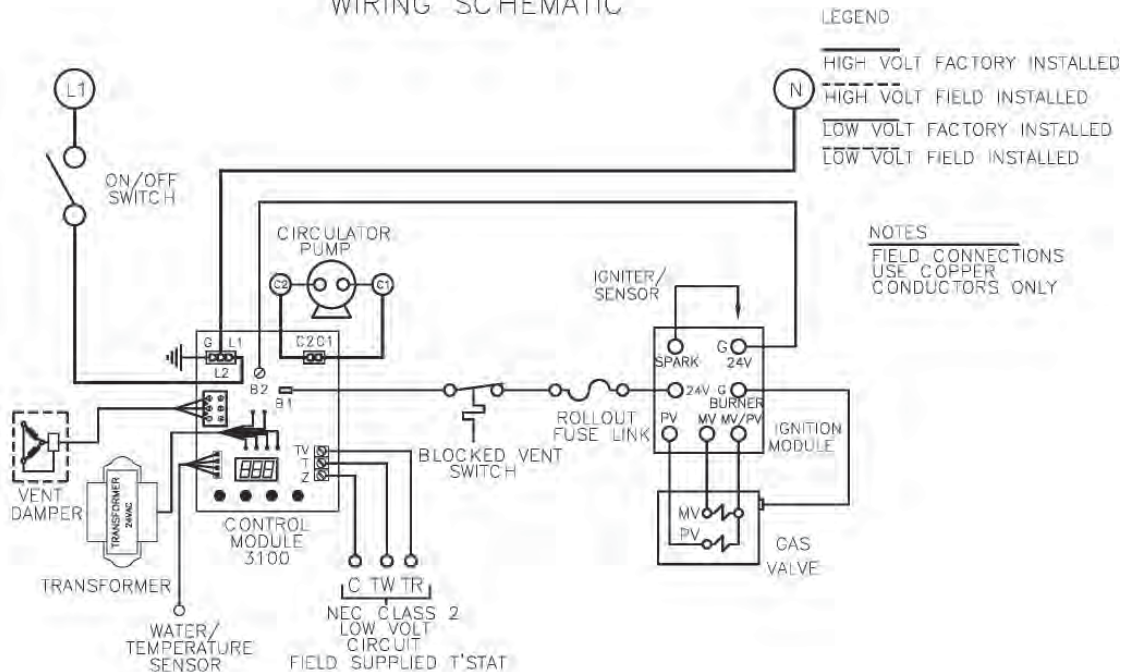 WIRING SCHEMATIC
LEGEND
HIGH VOLT FACTORY INSTALLED
HIGH VOLT FIELD INSTALLED
LOW VOLT FACTORY INSTALLED
LOW VOLT FIELD INSTALLED
L1
N
ON/OFF
SWITCH
NOTES
FIELD CONNECTIONS
USE COPPER
CONDUCTORS ONLY
CIRCULATOR
PUMP
C2
C1
IGNITER/
SENSOR
G L1
L2
C2C1
B2
B1
SPARK
G
24V
24V G
BURNER
PV MV MV/PV
IGNITION
MODULE
ROLLOUT
FUSE LINK
BLOCKED VENT
SWITCH
TV
T
Z
888
VENT
DAMPER
TRANSFORMER
24VAC
TRANSFORMER
CONTROL
MODULE
3100
MV
PV
GAS
VALVE
C TW TR
NEC CLASS 2
LOW VOLT
CIRCUIT
FIELD SUPPLIED T'STAT
WATER/
TEMPERATURE
SENSOR